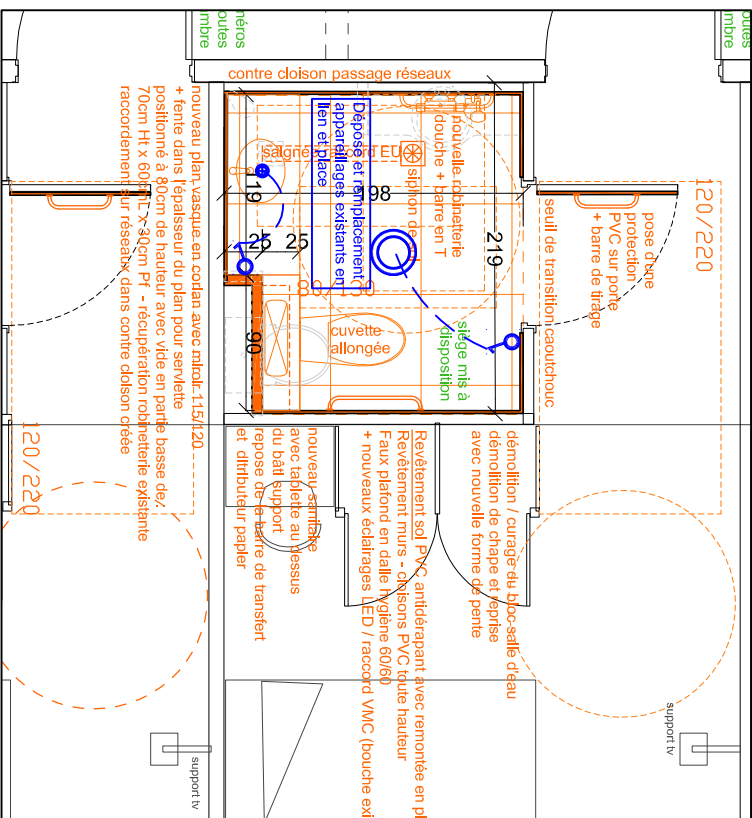 néros
outes
mbre
outes
mbre
contre cloison passage réseaux
nouvelle robinetterie
douche + barre en T
saignée raccord EU
siphon de sol
Dépose et remplacement
appareillages existants en
lien et place
19
198
219
25
25
80/130
90
cuvette
allongée
siège mis à
disposition
120/220
pose d'une
protection
PVC sur porte
+ barre de tirage
seuil de transition caoutchouc
nouveau plan vasque en corian avec miroir 115/120
+ fente dans l'épaisseur du plan pour serviette
positionné à 80cm de hauteur avec vide en partie basse de
70cm Ht x 60cm L x 30cm Pf - récupération robinetterie existante
raccordement sur réseaux dans contre cloison créée
120/220
nouveau sanitaire
avec tablette au dessus
du bâti support
repose de la barre de transfert
et ditributeur papier
démolition / curage du bloc-salle d'eau
démolition de chape et reprise
avec nouvelle forme de pente
Revêtement sol PVC antidérapant avec remontée en pl
Revêtement murs - cloisons PVC toute hauteur
Faux plafond en dalle hygiène 60/60
+ nouveaux éclairages LED / raccord VMC (bouche exi
support tv
support tv